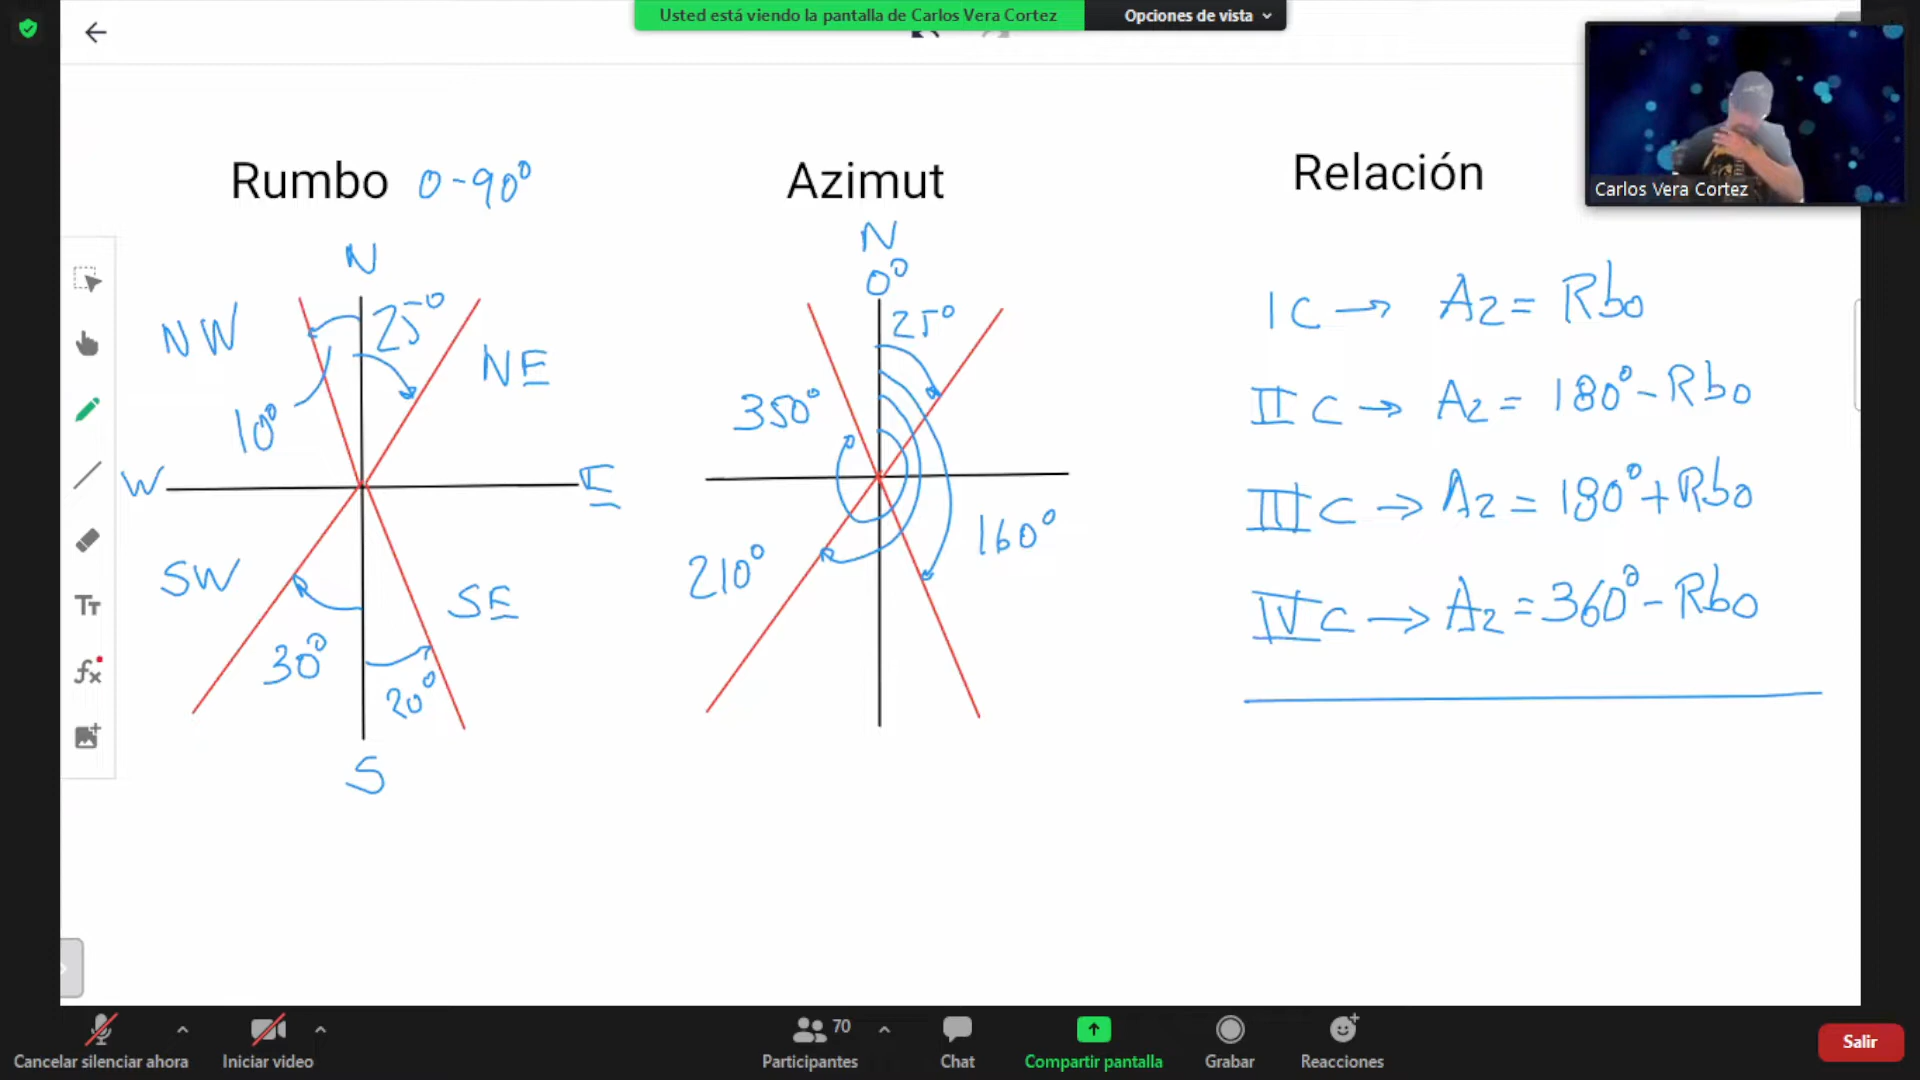 Usted está viendo la pantalla de Carlos Vera Cortez
Opciones de vista
Carlos Vera Cortez
Rumbo 0-90°
N
25°
NW
NE
10°
W
E
SW
SE
30°
20°
S
Azimut
N
0°
25°
350°
160°
210°
Relación
IC → Az = Rbo
IIC → Az = 180° - Rbo
IIIC → Az = 180° + Rbo
IVC → Az = 360° - Rbo
Tт
fx
Cancelar silenciar ahora
Iniciar video
70
Participantes
Chat
Compartir pantalla
Grabar
Reacciones
Salir